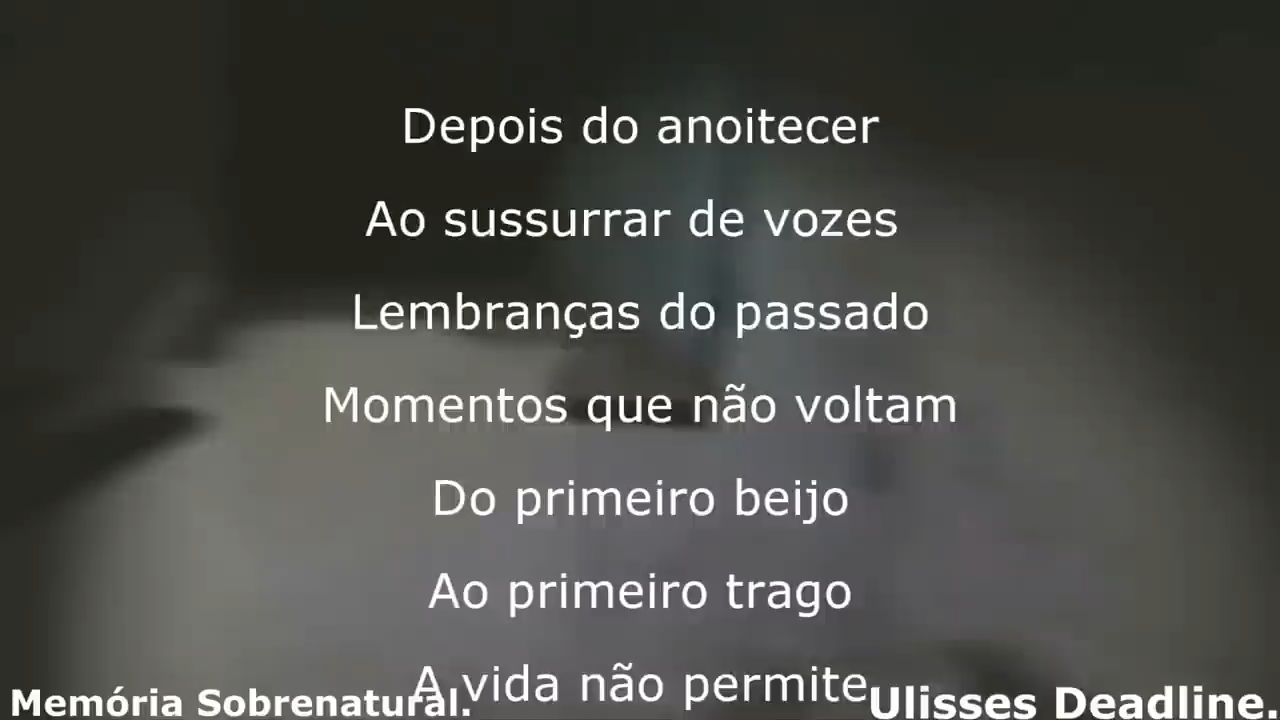 Depois do anoitecer
Ao sussurrar de vozes
Lembranças do passado
Momentos que não voltam
Do primeiro beijo
Ao primeiro trago
A vida não permite
Memória Sobrenatural.
Ulisses Deadline.